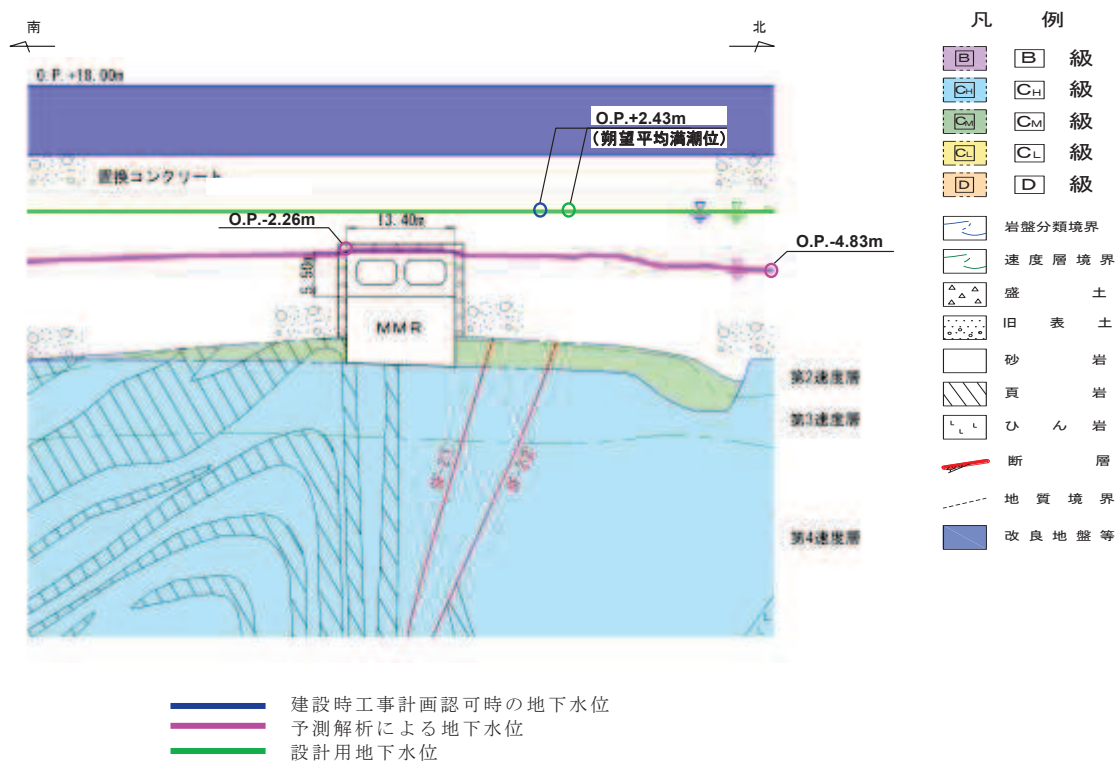 南
北
O.P.+18.00m
O.P.+2.43m
(朔望平均満潮位)
置換コンクリート
O.P.-2.26m
13.40m
O.P.-4.83m
5.50m
MMR
第2速度層
第3速度層
第4速度層
凡 例
B B 級
CH CH 級
CM CM 級
CL CL 級
D D 級
岩盤分類境界
速度層境界
盛土
旧表土
砂岩
頁岩
ひん岩
断層
地質境界
改良地盤等
建設時工事計画認可時の地下水位
予測解析による地下水位
設計用地下水位